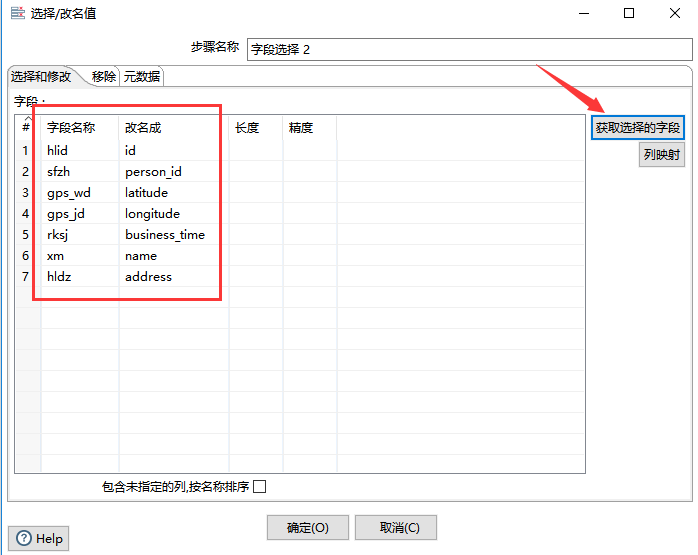 选择/改名值
步骤名称 字段选择 2
选择和修改 移除 元数据
字段：
# 字段名称 改名成 长度 精度
1 hlid id
2 sfzh person_id
3 gps_wd latitude
4 gps_jd longitude
5 rksj business_time
6 xm name
7 hldz address
获取选择的字段
列映射
包含未指定的列,按名称排序
确定(O) 取消(C)
Help